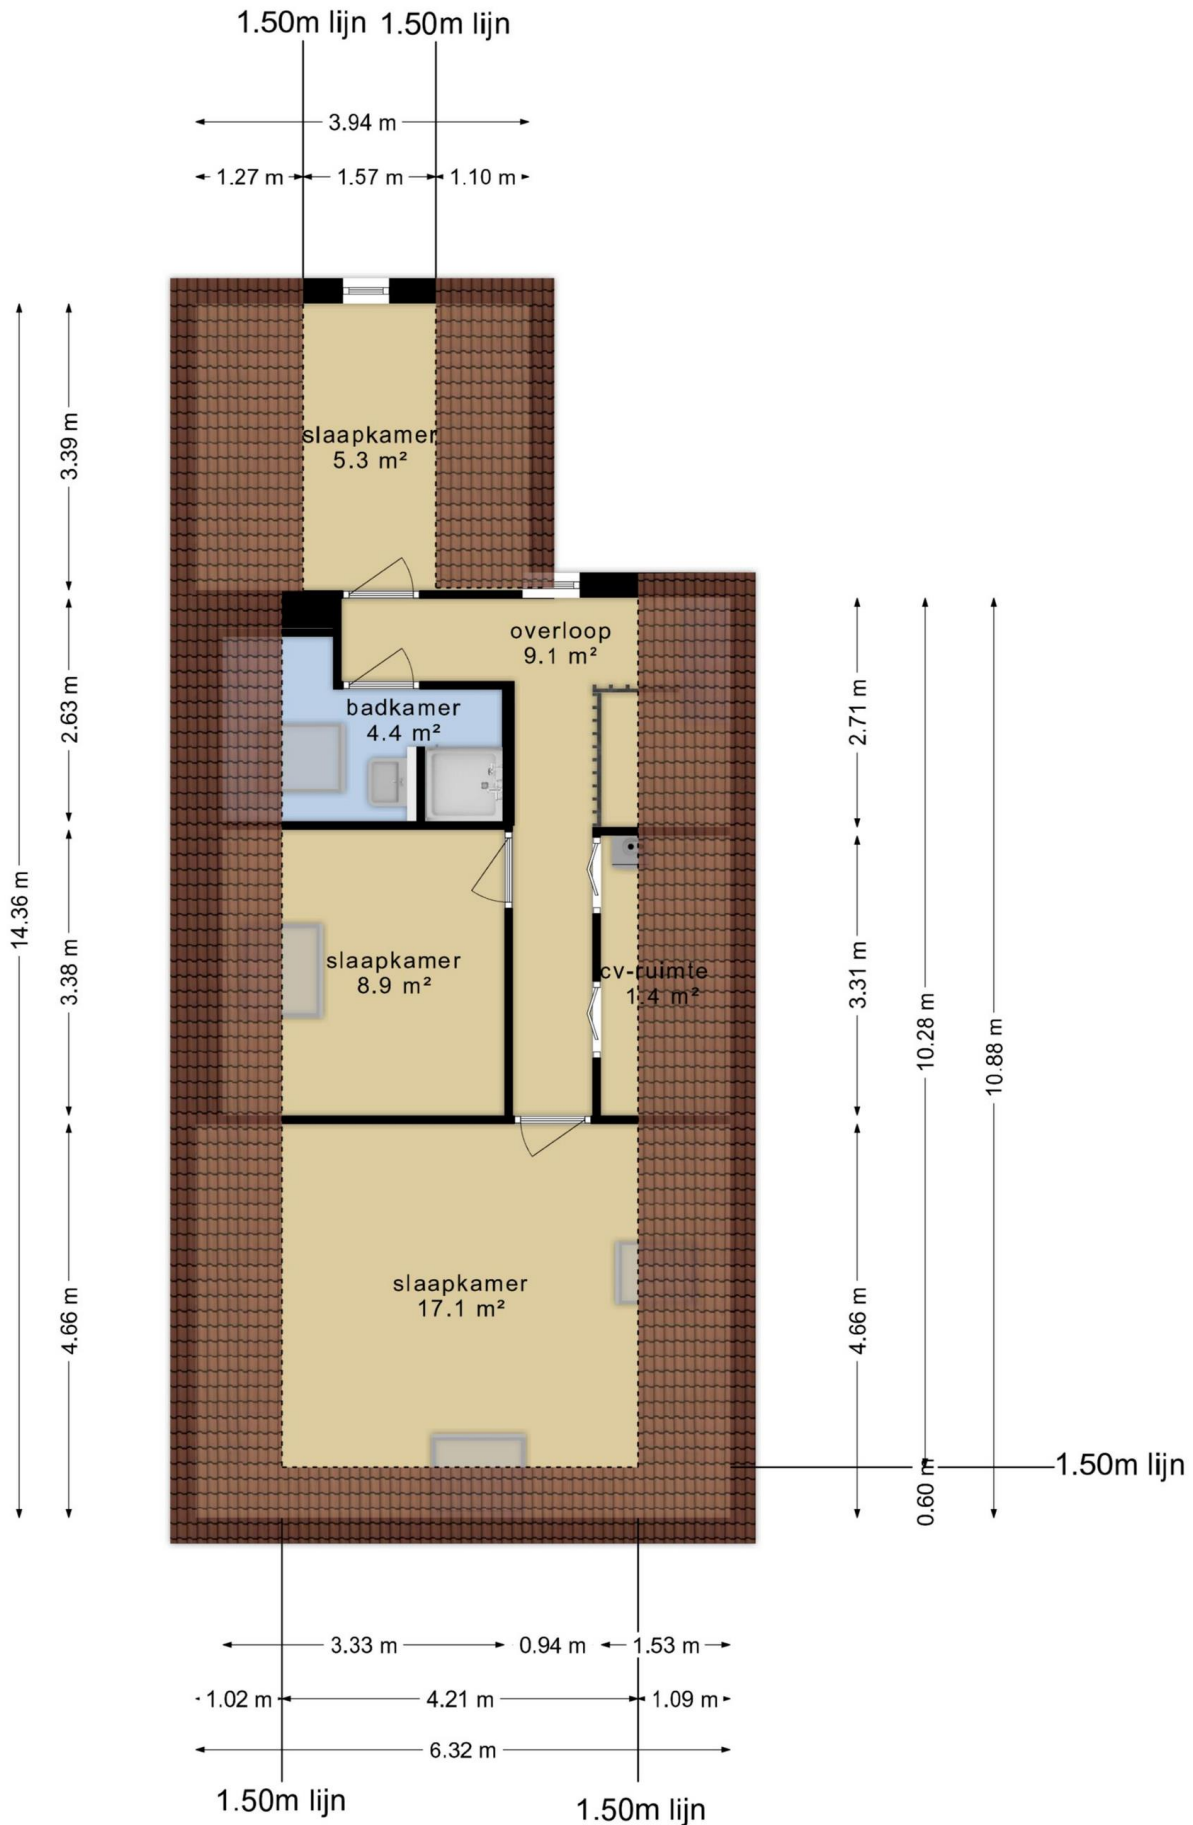 1.50m lijn 1.50m lijn
3.94 m
1.27 m 1.57 m 1.10 m
slaapkamer
5.3 m²
3.39 m
overloop
9.1 m²
badkamer
4.4 m²
2.63 m
2.71 m
14.36 m
slaapkamer
8.9 m²
cv-ruimte
1.4 m²
3.38 m
3.31 m
10.28 m
10.88 m
slaapkamer
17.1 m²
4.66 m
4.66 m
1.50m lijn
0.60 m
3.33 m 0.94 m 1.53 m
1.02 m 4.21 m 1.09 m
6.32 m
1.50m lijn
1.50m lijn